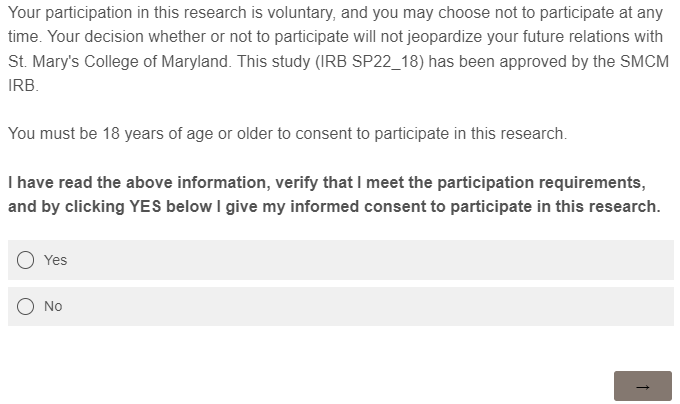 Your participation in this research is voluntary, and you may choose not to participate at any
time. Your decision whether or not to participate will not jeopardize your future relations with
St. Mary's College of Maryland. This study (IRB SP22_18) has been approved by the SMCM
IRB.
You must be 18 years of age or older to consent to participate in this research.
I have read the above information, verify that I meet the participation requirements,
and by clicking YES below I give my informed consent to participate in this research.
Yes
No
→